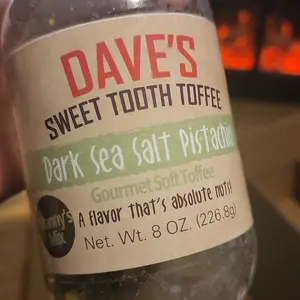 DAVE'S
SWEET TOOTH TOFFEE
Dark Sea Salt Pistachio
Gourmet Soft Toffee
A flavor that's absolute nuts!
Mix
Net. Wt. 8 OZ. (226.8g)